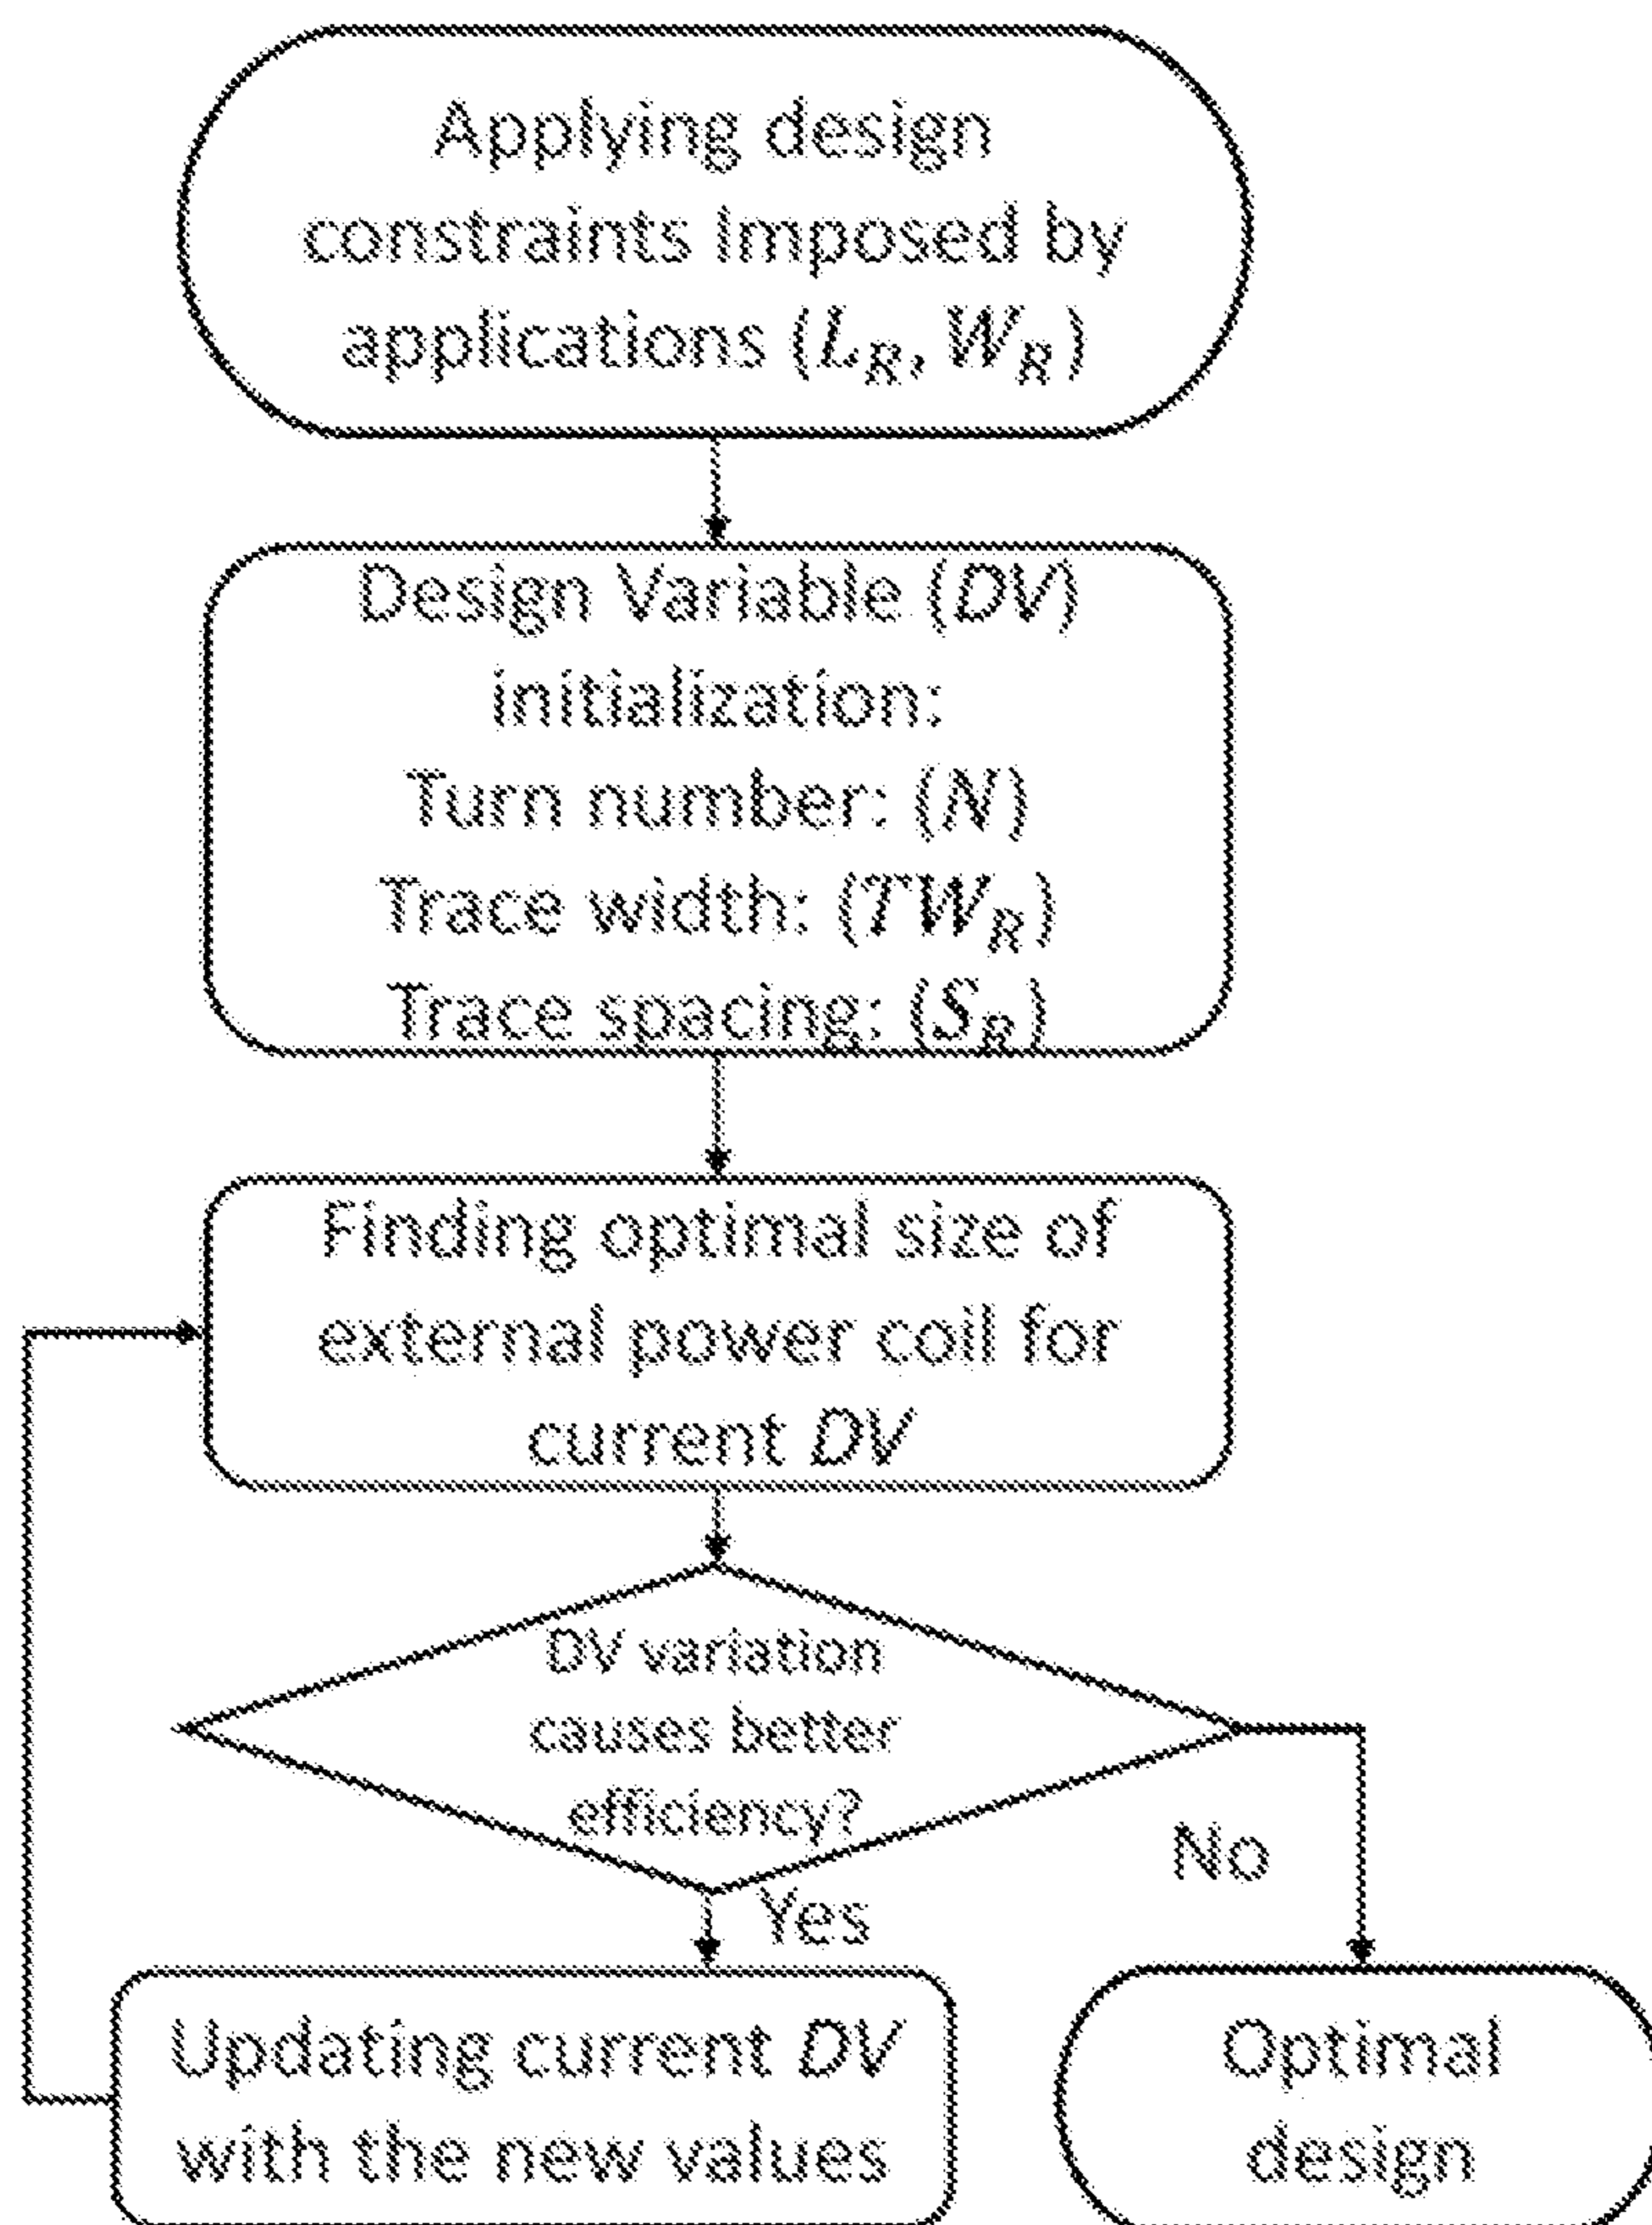 Applying design
constraints imposed by
applications (L_R, W_R)
Design Variable (DV)
initialization:
Turn number: (N)
Trace width: (TW_R)
Trace spacing: (S_R)
Finding optimal size of
external power coil for
current DV
DV variation
causes better
efficiency?
No
Yes
Updating current DV
with the new values
Optimal
design